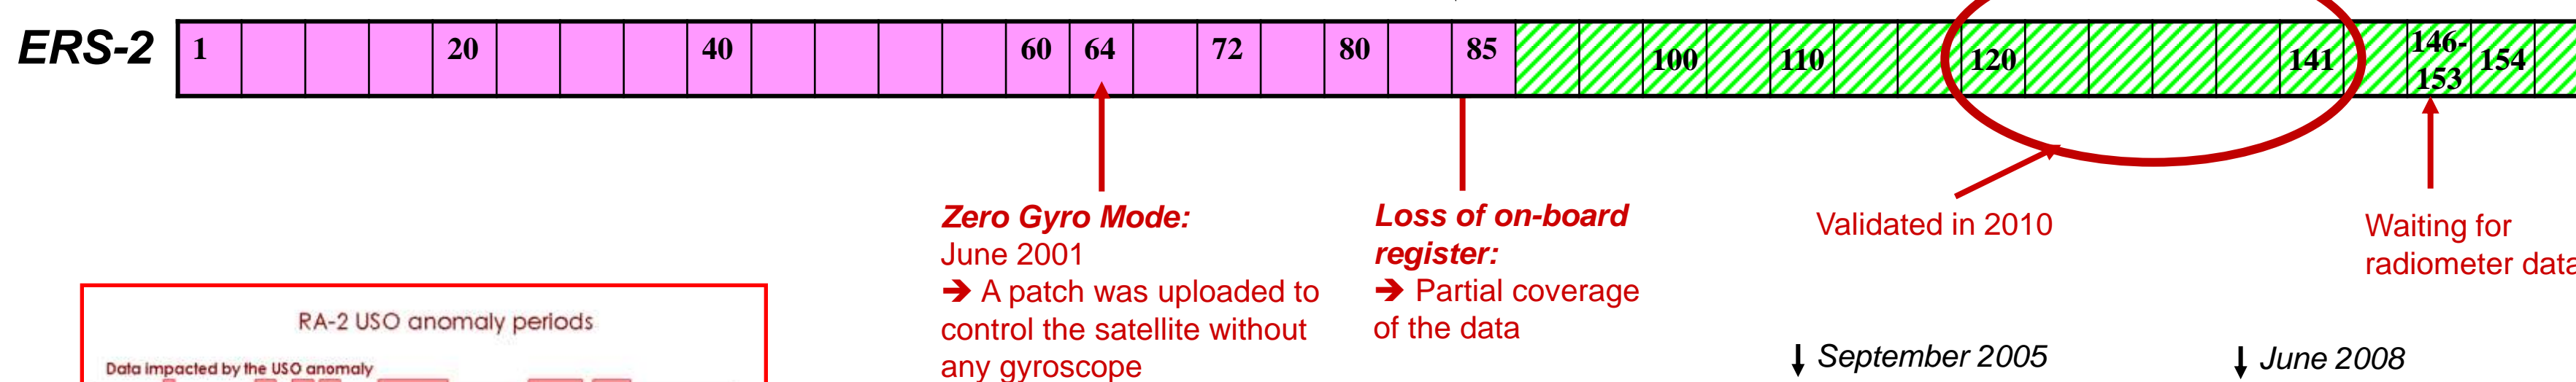 ERS-2 1 20 40 60 64 72 80 85 100 110 120 141 146- 154
153
Zero Gyro Mode:
June 2001
➔ A patch was uploaded to
control the satellite without
any gyroscope
Loss of on-board
register:
➔ Partial coverage
of the data
Validated in 2010
Waiting for
radiometer data
↓ September 2005
↓ June 2008
RA-2 USO anomaly periods
Data impacted by the USO anomaly